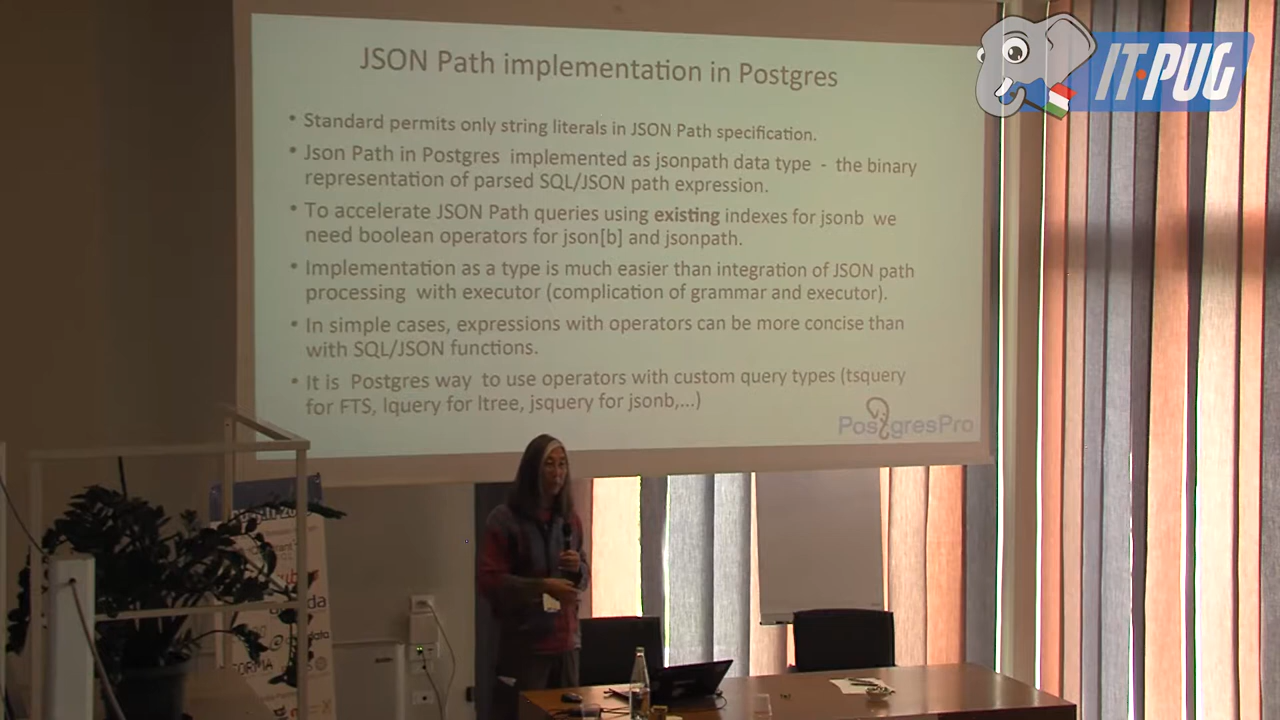 JSON Path implementation in Postgres
IT·PUG
• Standard permits only string literals in JSON Path specification.
• Json Path in Postgres implemented as jsonpath data type - the binary
representation of parsed SQL/JSON path expression.
• To accelerate JSON Path queries using existing indexes for jsonb we
need boolean operators for json[b] and jsonpath.
• Implementation as a type is much easier than integration of JSON path
processing with executor (complication of grammar and executor).
• In simple cases, expressions with operators can be more concise than
with SQL/JSON functions.
• It is Postgres way to use operators with custom query types (tsquery
for FTS, lquery for ltree, jsquery for jsonb,...)
PostgresPro